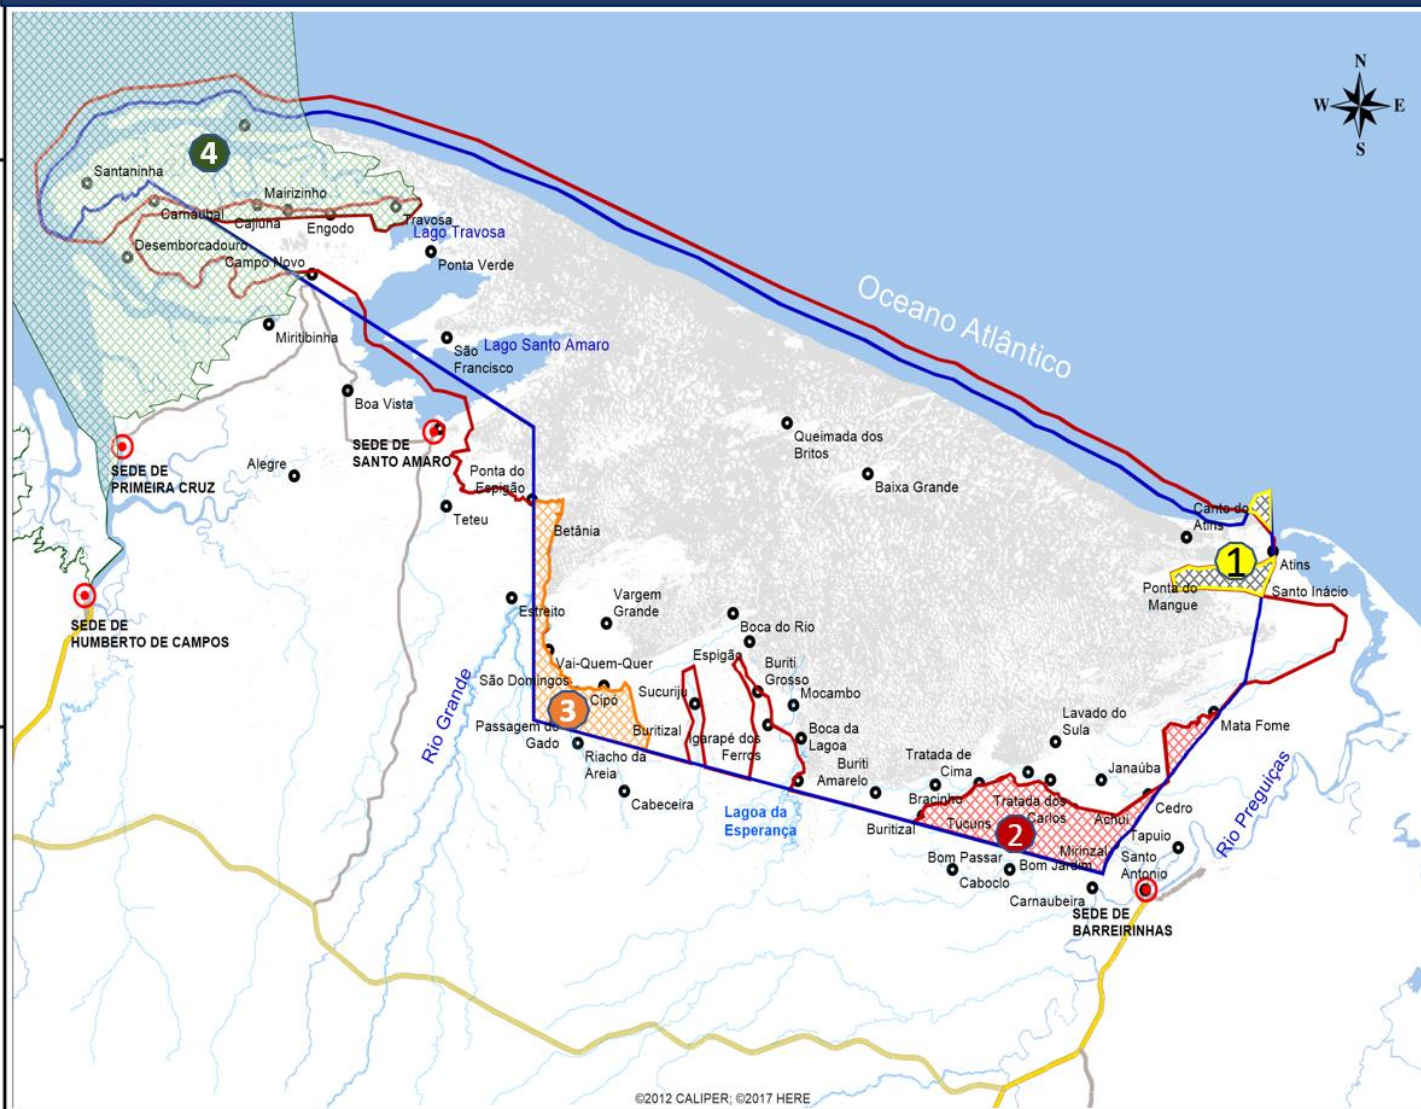 N
W
E
S
4
Santaninha
Mairizinho
Carnaubal
Cajiuna
Engodo
Travosa
Lago Travosa
Desemborcadouro
Campo Novo
Ponta Verde
Oceano Atlântico
Miritibinha
São
Francisco
Lago Santo Amaro
Boa Vista
SEDE DE
SANTO AMARO
Queimada dos
Britos
SEDE DE
PRIMEIRA CRUZ
Alegre
Ponta do
Espigão
Baixa Grande
Teteu
Betânia
Canto do
Atins
1
Atins
Ponta do
Mangue
Santo Inácio
SEDE DE
HUMBERTO DE CAMPOS
Estreito
Vargem
Grande
Boca do Rio
Espigão
Vai-Quem-Quer
São Domingos
Cipó
Sucuriju
Buriti
Grosso
Mocambo
3
Rio Grande
Passagem do
Gado
Buritizal
Igarapé dos
Ferros
Boca da
Lagoa
Lavado do
Sula
Mata Fome
Riacho da
Areia
Buriti
Amarelo
Tratada de
Cima
Janaúba
Cabeceira
Bracinho
Tratada dos
Carlos
Cedro
Rio Preguiças
Lagoa da
Esperança
Buritizal
Tucuns
2
Achuí
Tapuio
Mirinzal
Bom Passar
Bom Jardim
Santo
Antonio
Caboclo
Carnaubeira
SEDE DE
BARREIRINHAS
©2012 CALIPER; ©2017 HERE